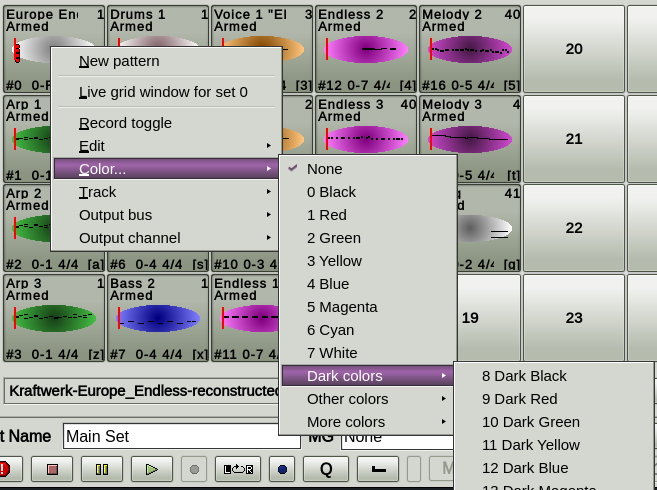 Europe En 1
Armed
#0 0-F
Drums 1 1
Armed
Voice 1 "El 3
Armed
[3]
Endless 2 2
Armed
#12 0-7 4/4 [4]
Melody 2 40
Armed
#16 0-5 4/4 [5]
20
Arp 1
Armed
#1 0-1 4/4
Endless 3 40
Armed
Melody 3 4
Armed
0-5 4/4 [t]
21
Arp 2
Armed
#2 0-1 4/4 [a]
#6 0-4 4/4 [s]
#10 0-3 4
41
0-2 4/4 [g]
22
Arp 3 1
Armed
#3 0-1 4/4 [z]
Bass 2 1
Armed
#7 0-4 4/4 [x]
Endless 1
Armed
#11 0-7 4/
19
23
New pattern
Live grid window for set 0
Record toggle
Edit
Color...
Track
Output bus
Output channel
None
0 Black
1 Red
2 Green
3 Yellow
4 Blue
5 Magenta
6 Cyan
7 White
Dark colors
Other colors
More colors
8 Dark Black
9 Dark Red
10 Dark Green
11 Dark Yellow
12 Dark Blue
13 Dark Magenta
Kraftwerk-Europe_Endless-reconstructed
t Name Main Set MG None
Q M